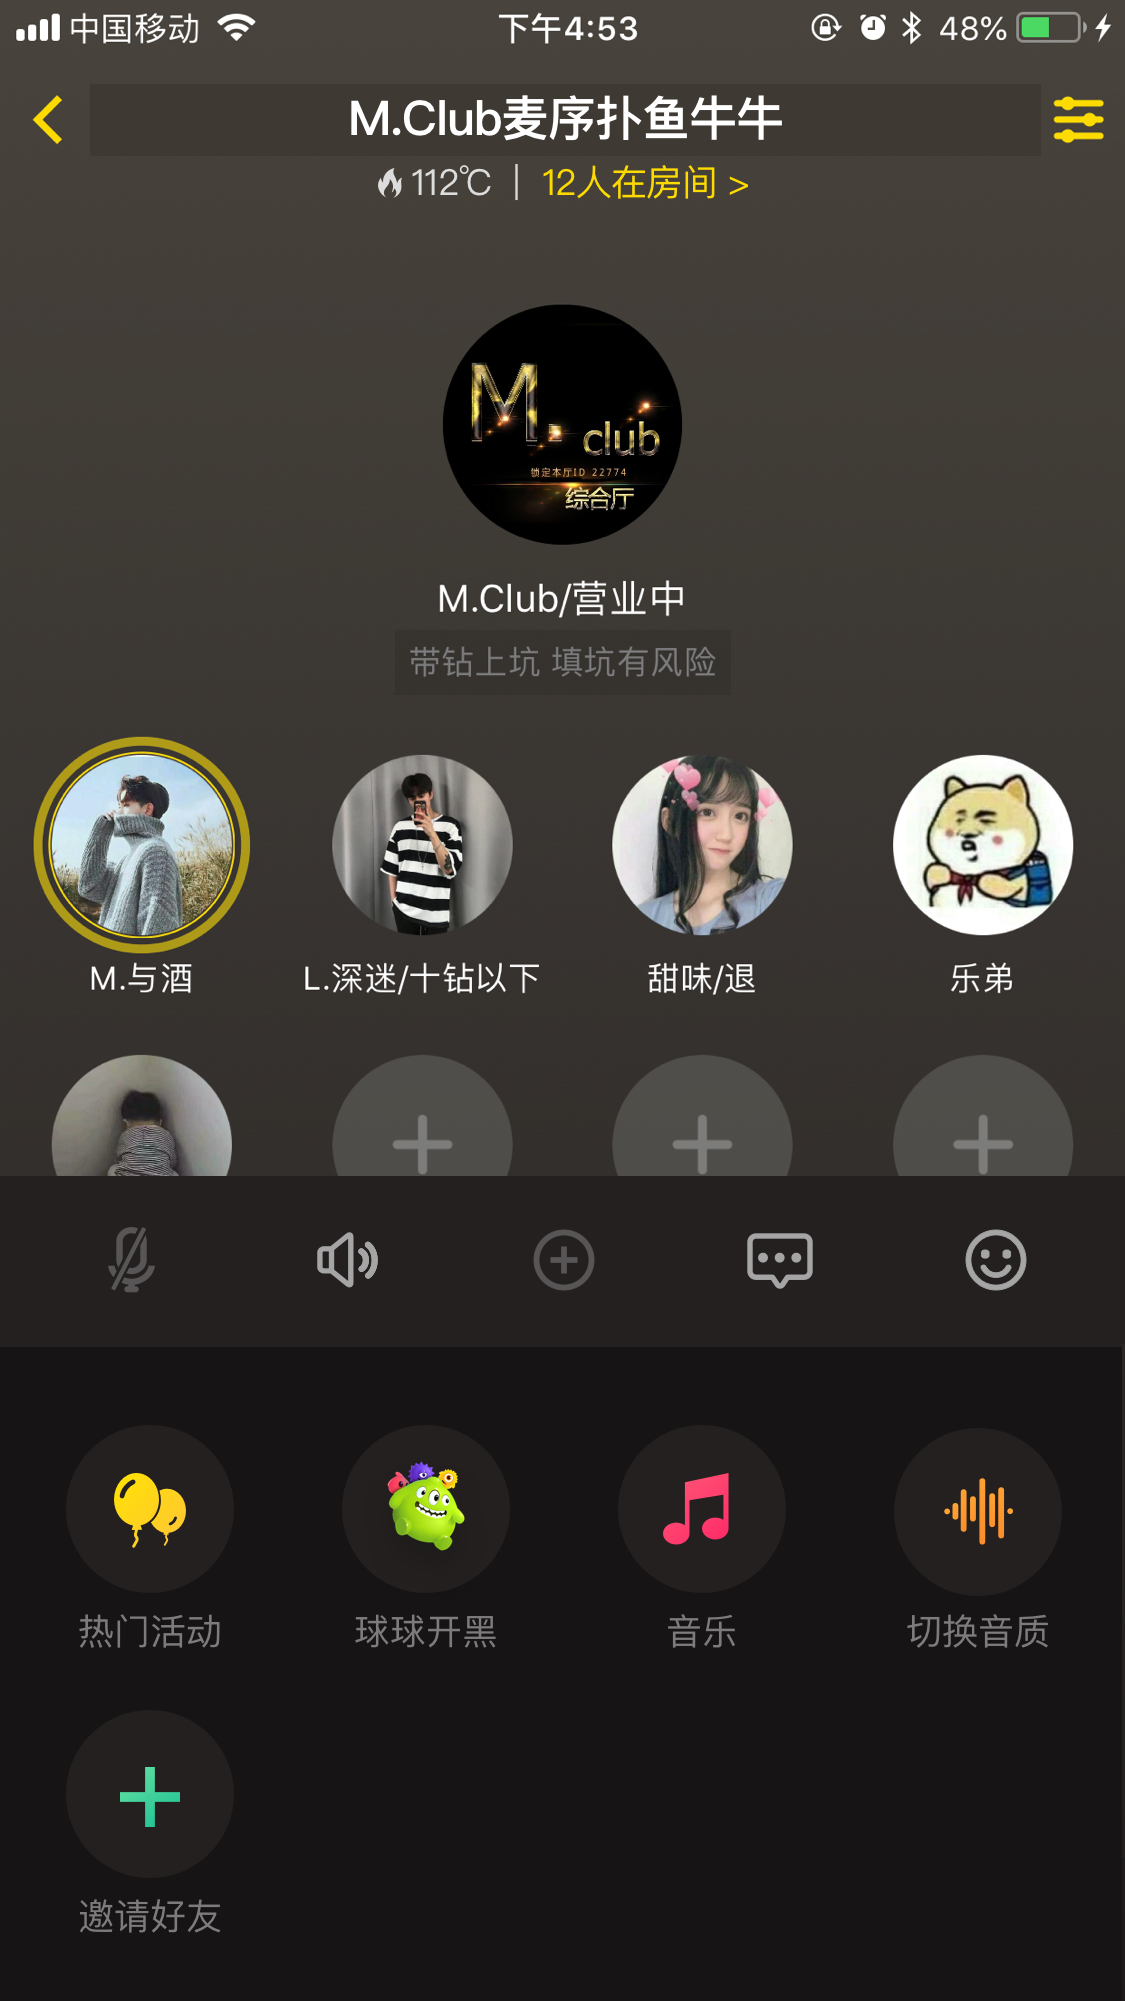 中国移动 下午4:53 48%
M.Club麦序扑鱼牛牛
112℃ | 12人在房间 >
M. club
锁定本厅ID 22774
综合厅
M.Club/营业中
带钻上坑 填坑有风险
M.与酒 L.深迷/十钻以下 甜味/退 乐弟
热门活动 球球开黑 音乐 切换音质
邀请好友